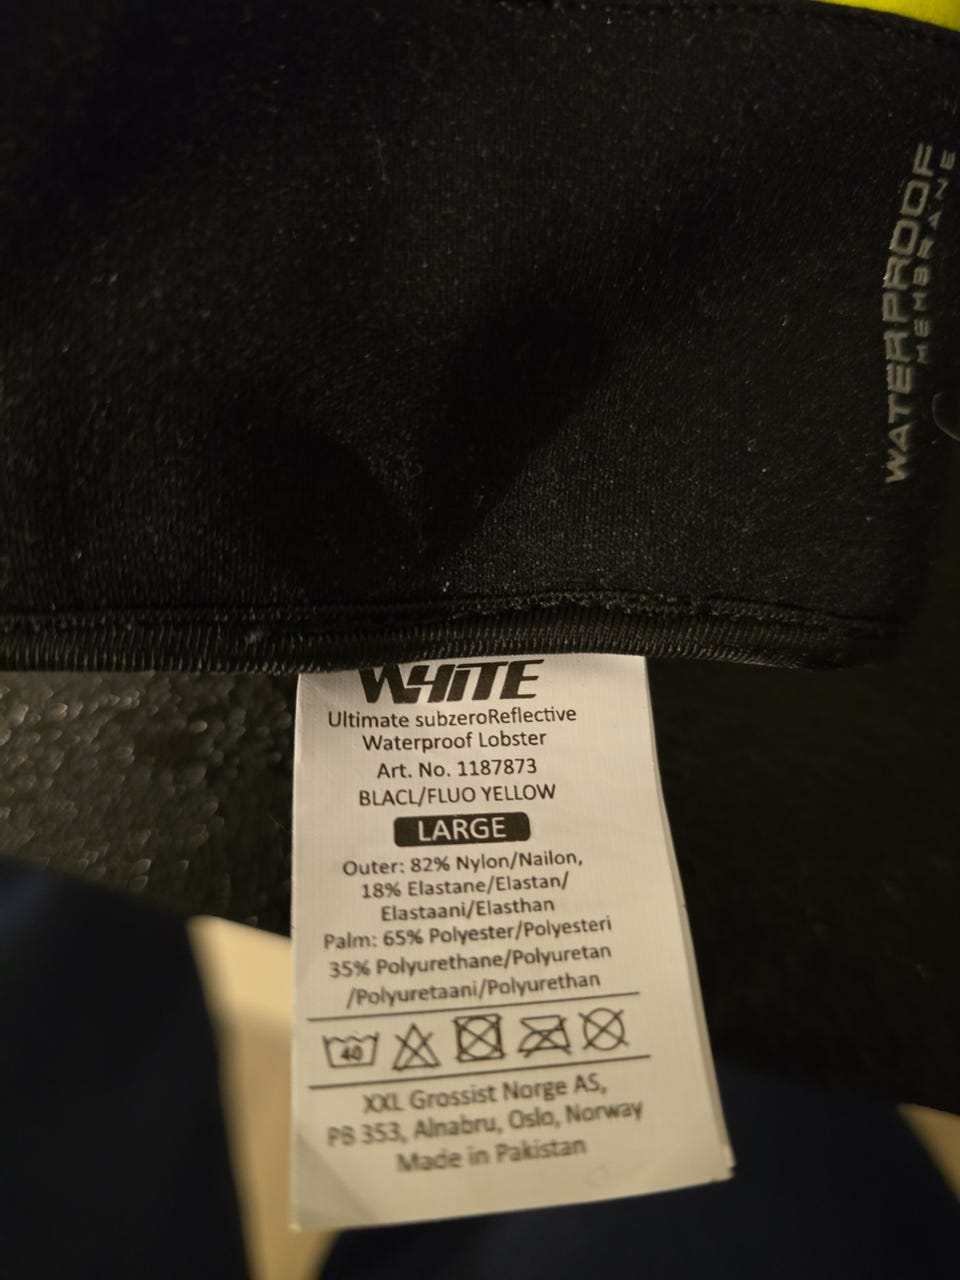 WATERPROOF
MEMBRANE
WHITE
Ultimate subzeroReflective
Waterproof Lobster
Art. No. 1187873
BLACL/FLUO YELLOW
LARGE
Outer: 82% Nylon/Nailon,
18% Elastane/Elastan/
Elastaani/Elasthan
Palm: 65% Polyester/Polyesteri
35% Polyurethane/Polyuretan
/Polyuretaani/Polyurethan
40
XXL Grossist Norge AS,
PB 353, Alnabru, Oslo, Norway
Made in Pakistan